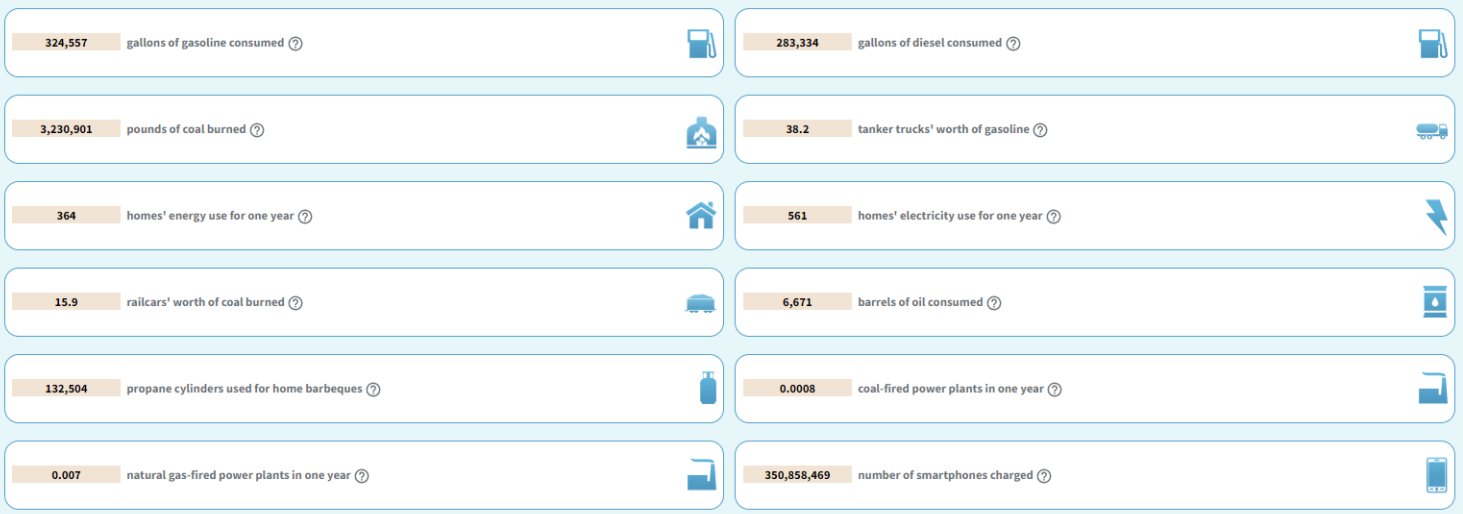 324,557 gallons of gasoline consumed ?
283,334 gallons of diesel consumed ?
3,230,901 pounds of coal burned ?
38.2 tanker trucks' worth of gasoline ?
364 homes' energy use for one year ?
561 homes' electricity use for one year ?
15.9 railcars' worth of coal burned ?
6,671 barrels of oil consumed ?
132,504 propane cylinders used for home barbeques ?
0.0008 coal-fired power plants in one year ?
0.007 natural gas-fired power plants in one year ?
350,858,469 number of smartphones charged ?